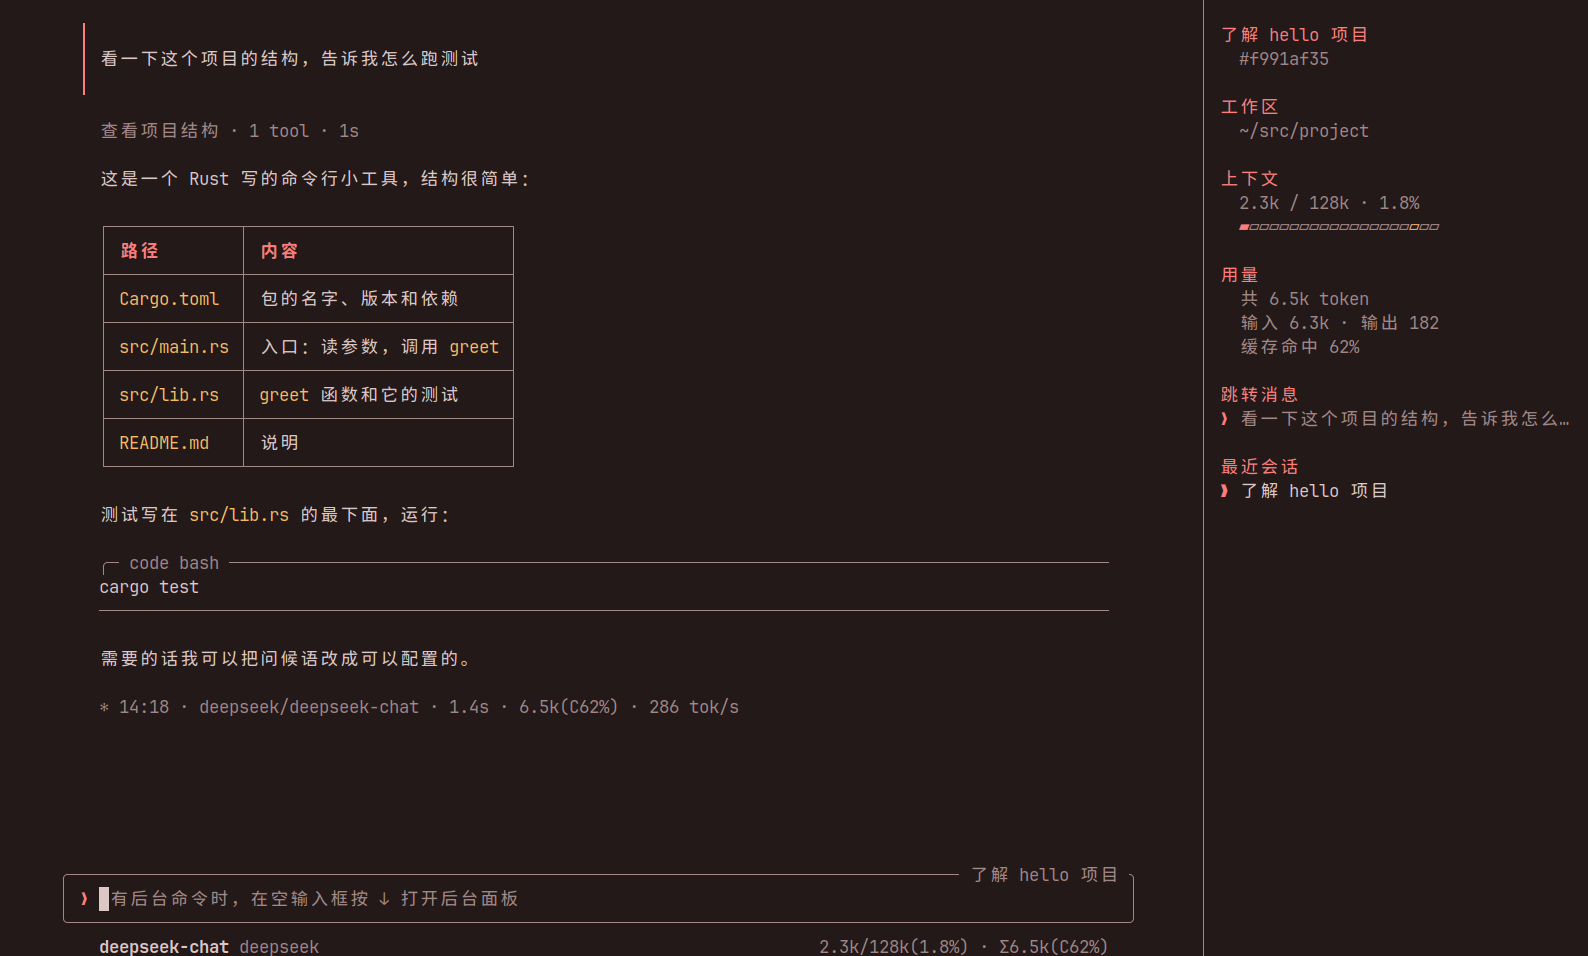 看一下这个项目的结构，告诉我怎么跑测试
查看项目结构 · 1 tool · 1s
这是一个 Rust 写的命令行小工具，结构很简单：
路径 内容
Cargo.toml 包的名字、版本和依赖
src/main.rs 入口：读参数，调用 greet
src/lib.rs greet 函数和它的测试
README.md 说明
测试写在 src/lib.rs 的最下面，运行：
code bash
cargo test
需要的话我可以把问候语改成可以配置的。
* 14:18 · deepseek/deepseek-chat · 1.4s · 6.5k(C62%) · 286 tok/s
了解 hello 项目
❯ 有后台命令时，在空输入框按 ↓ 打开后台面板
deepseek-chat deepseek 2.3k/128k(1.8%) · Σ6.5k(C62%)
了解 hello 项目
#f991af35
工作区
~/src/project
上下文
2.3k / 128k · 1.8%
用量
共 6.5k token
输入 6.3k · 输出 182
缓存命中 62%
跳转消息
❯ 看一下这个项目的结构，告诉我怎么…
最近会话
❯ 了解 hello 项目